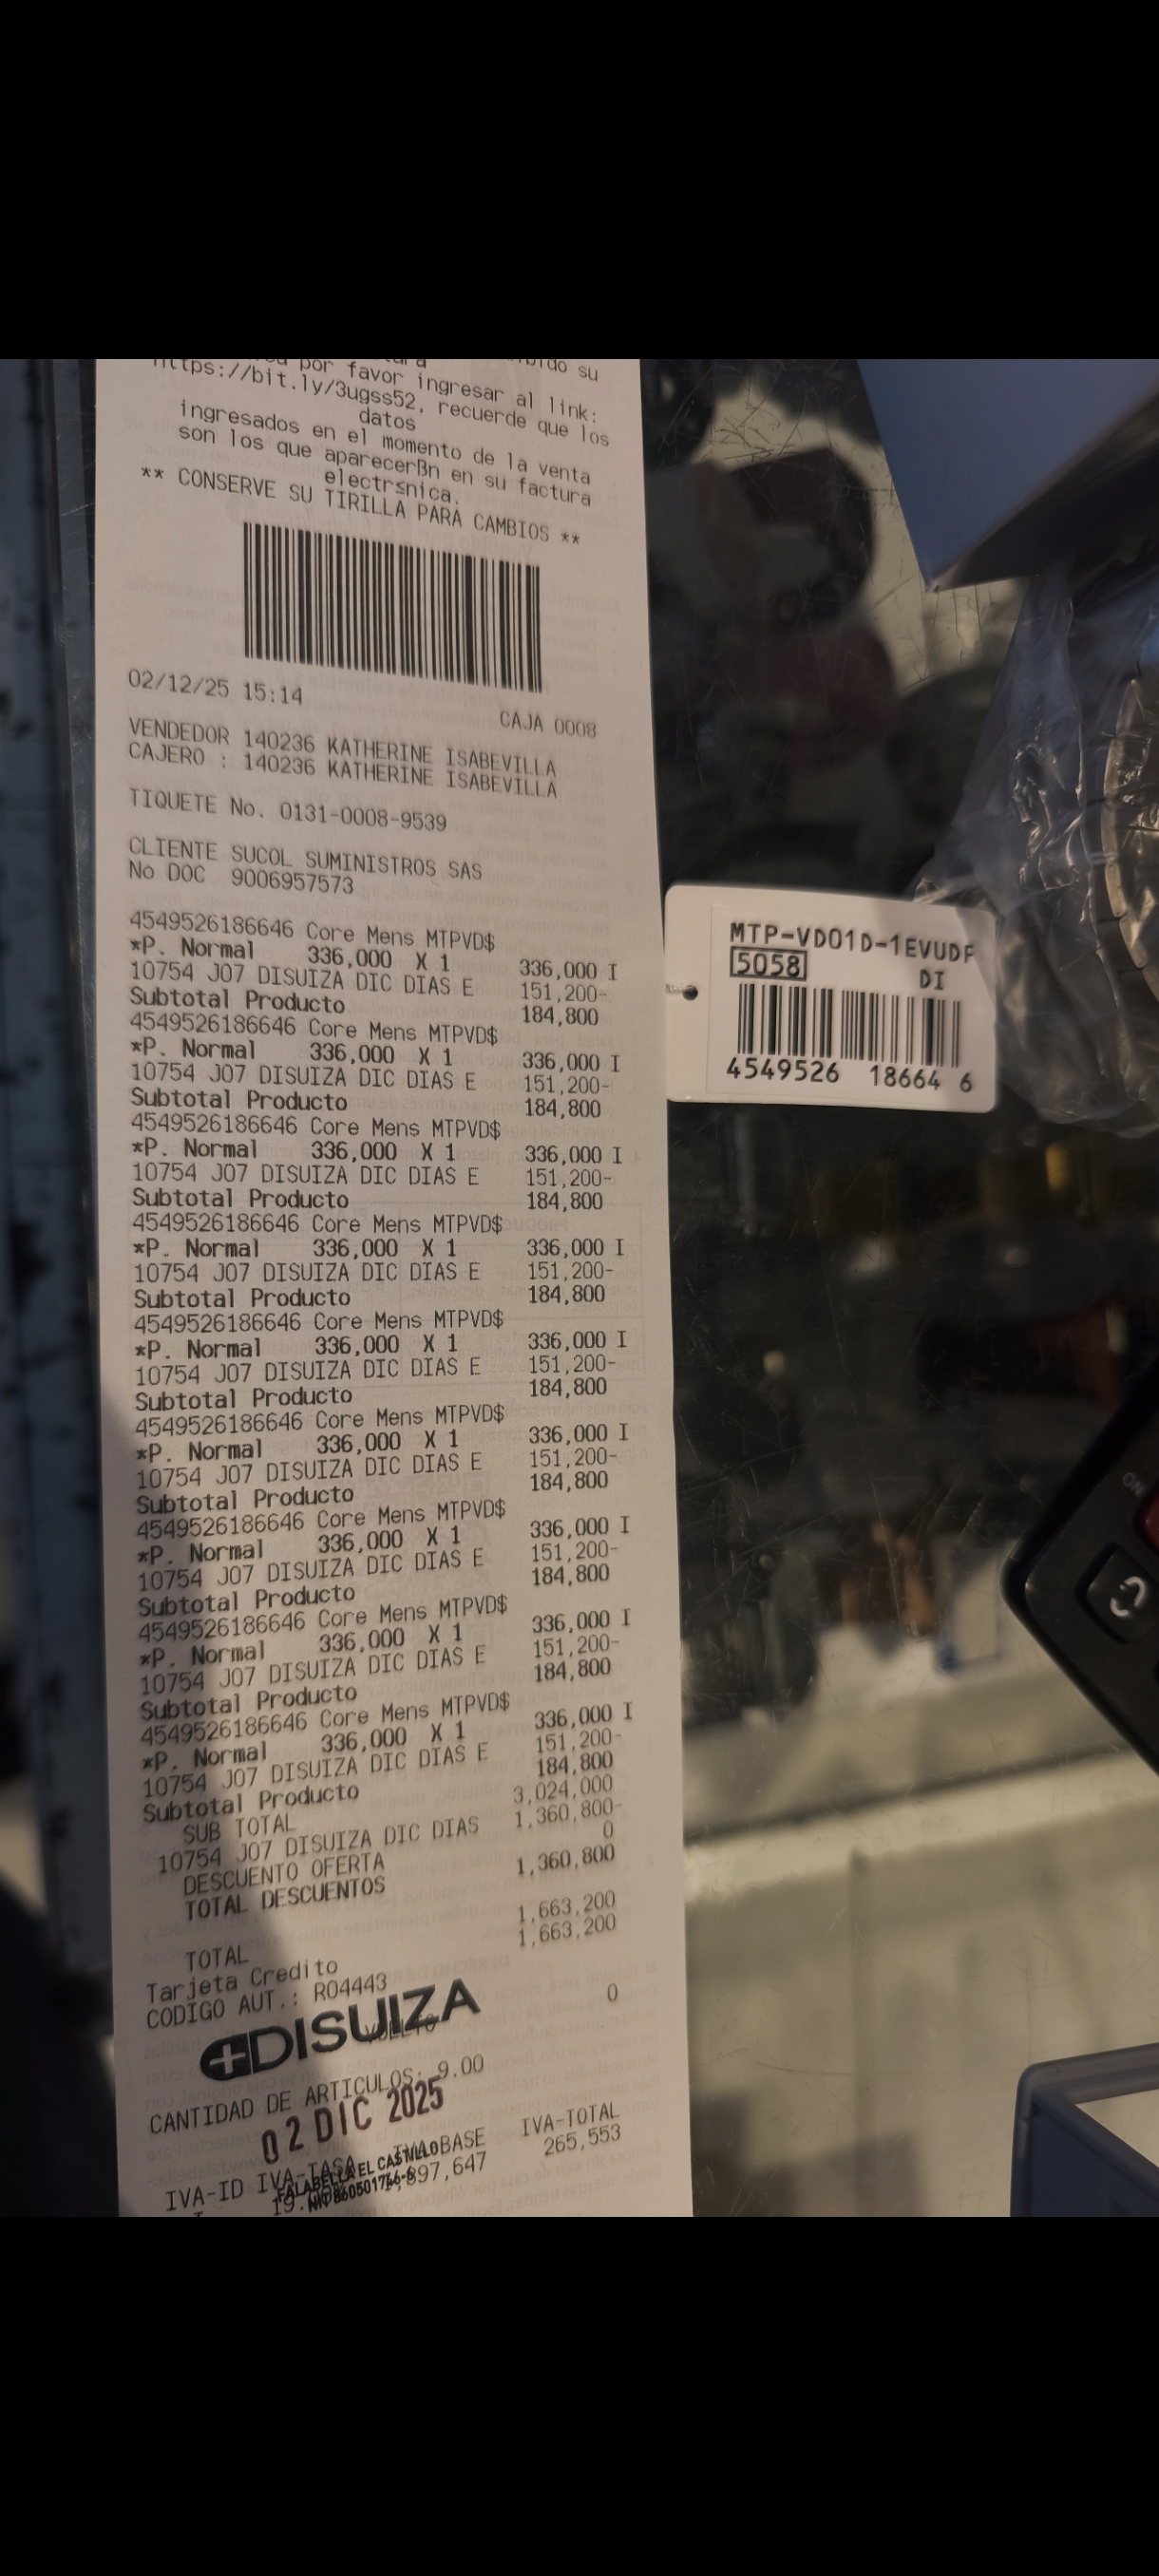 por favor ingresar al link:
https://bit.ly/3ugss52, recuerde que los
datos
ingresados en el momento de la venta
son los que aparecerßn en su factura
electr≤nica.
** CONSERVE SU TIRILLA PARA CAMBIOS **
02/12/25 15:14
CAJA 0008
VENDEDOR 140236 KATHERINE ISABEVILLA
CAJERO : 140236 KATHERINE ISABEVILLA
TIQUETE No. 0131-0008-9539
CLIENTE SUCOL SUMINISTROS SAS
No DOC 9006957573
4549526186646 Core Mens MTPVD$
*P. Normal 336,000 X 1 336,000 I
10754 J07 DISUIZA DIC DIAS E 151,200-
Subtotal Producto 184,800
4549526186646 Core Mens MTPVD$
*P. Normal 336,000 X 1 336,000 I
10754 J07 DISUIZA DIC DIAS E 151,200-
Subtotal Producto 184,800
4549526186646 Core Mens MTPVD$
*P. Normal 336,000 X 1 336,000 I
10754 J07 DISUIZA DIC DIAS E 151,200-
Subtotal Producto 184,800
4549526186646 Core Mens MTPVD$
*P. Normal 336,000 X 1 336,000 I
10754 J07 DISUIZA DIC DIAS E 151,200-
Subtotal Producto 184,800
4549526186646 Core Mens MTPVD$
*P. Normal 336,000 X 1 336,000 I
10754 J07 DISUIZA DIC DIAS E 151,200-
Subtotal Producto 184,800
4549526186646 Core Mens MTPVD$
*P. Normal 336,000 X 1 336,000 I
10754 J07 DISUIZA DIC DIAS E 151,200-
Subtotal Producto 184,800
4549526186646 Core Mens MTPVD$
*P. Normal 336,000 X 1 336,000 I
10754 J07 DISUIZA DIC DIAS E 151,200-
Subtotal Producto 184,800
4549526186646 Core Mens MTPVD$
*P. Normal 336,000 X 1 336,000 I
10754 J07 DISUIZA DIC DIAS E 151,200-
Subtotal Producto 184,800
4549526186646 Core Mens MTPVD$
*P. Normal 336,000 X 1 336,000 I
10754 J07 DISUIZA DIC DIAS E 151,200-
Subtotal Producto 184,800
SUB TOTAL 3,024,000
10754 J07 DISUIZA DIC DIAS 1,360,800-
DESCUENTO OFERTA 0
TOTAL DESCUENTOS 1,360,800
TOTAL 1,663,200
Tarjeta Credito 1,663,200
CODIGO AUT.: R04443
VUELTO 0
DISUIZA
CANTIDAD DE ARTICULOS: 9.00
02 DIC 2025
IVA-ID IVA-TASA IVA-BASE IVA-TOTAL
265,553
FALABELLA EL CASTILLO
NIT 860501766-6
MTP-VD01D-1EVUDF
5058 DI
4549526 18664 6
ON